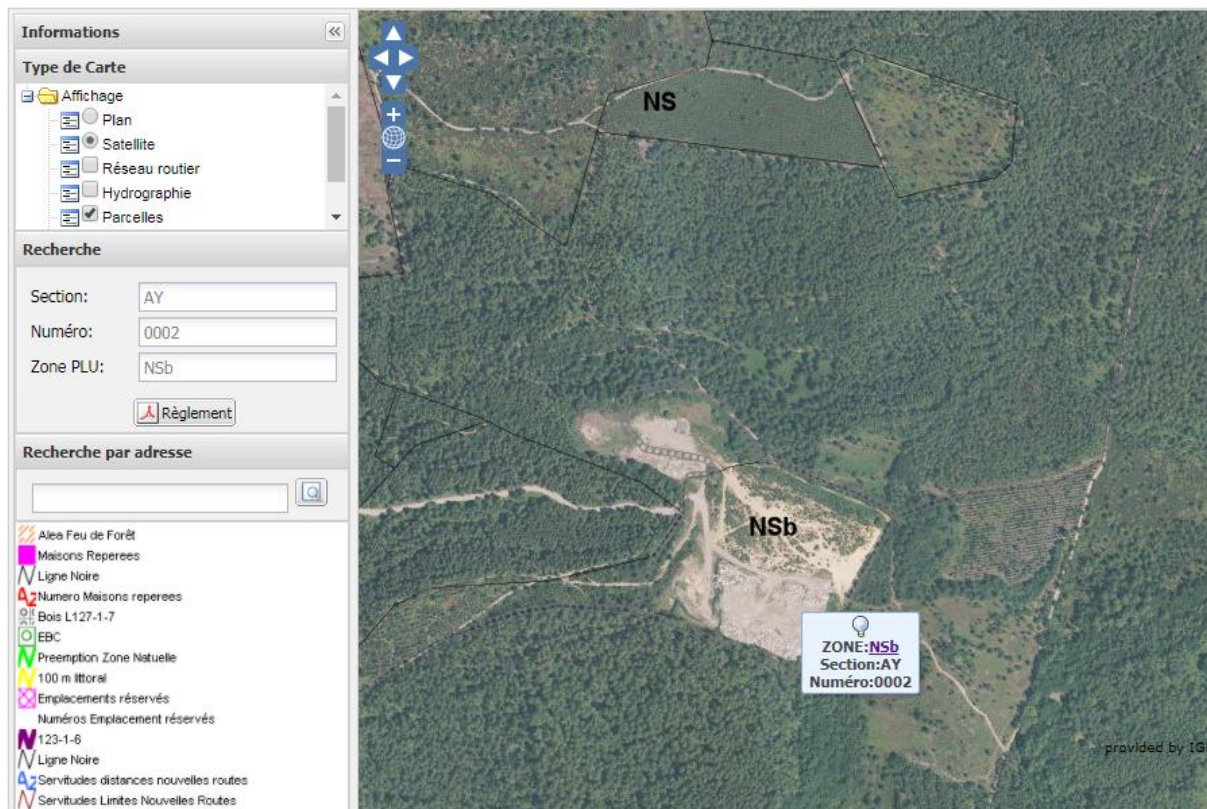 Informations
Type de Carte
Affichage
Plan
Satellite
Réseau routier
Hydrographie
Parcelles
Recherche
Section: AY
Numéro: 0002
Zone PLU: NSb
Règlement
Recherche par adresse
Alea Feu de Forêt
Maisons Reperees
Ligne Noire
Numero Maisons reperees
Bois L127-1-7
EBC
Preemption Zone Natuelle
100 m littoral
Emplacements réservés
Numéros Emplacement réservés
123-1-6
Ligne Noire
Servitudes distances nouvelles routes
Servitudes Limites Nouvelles Routes
NS
NSb
ZONE:NSb
Section:AY
Numéro:0002
provided by IG